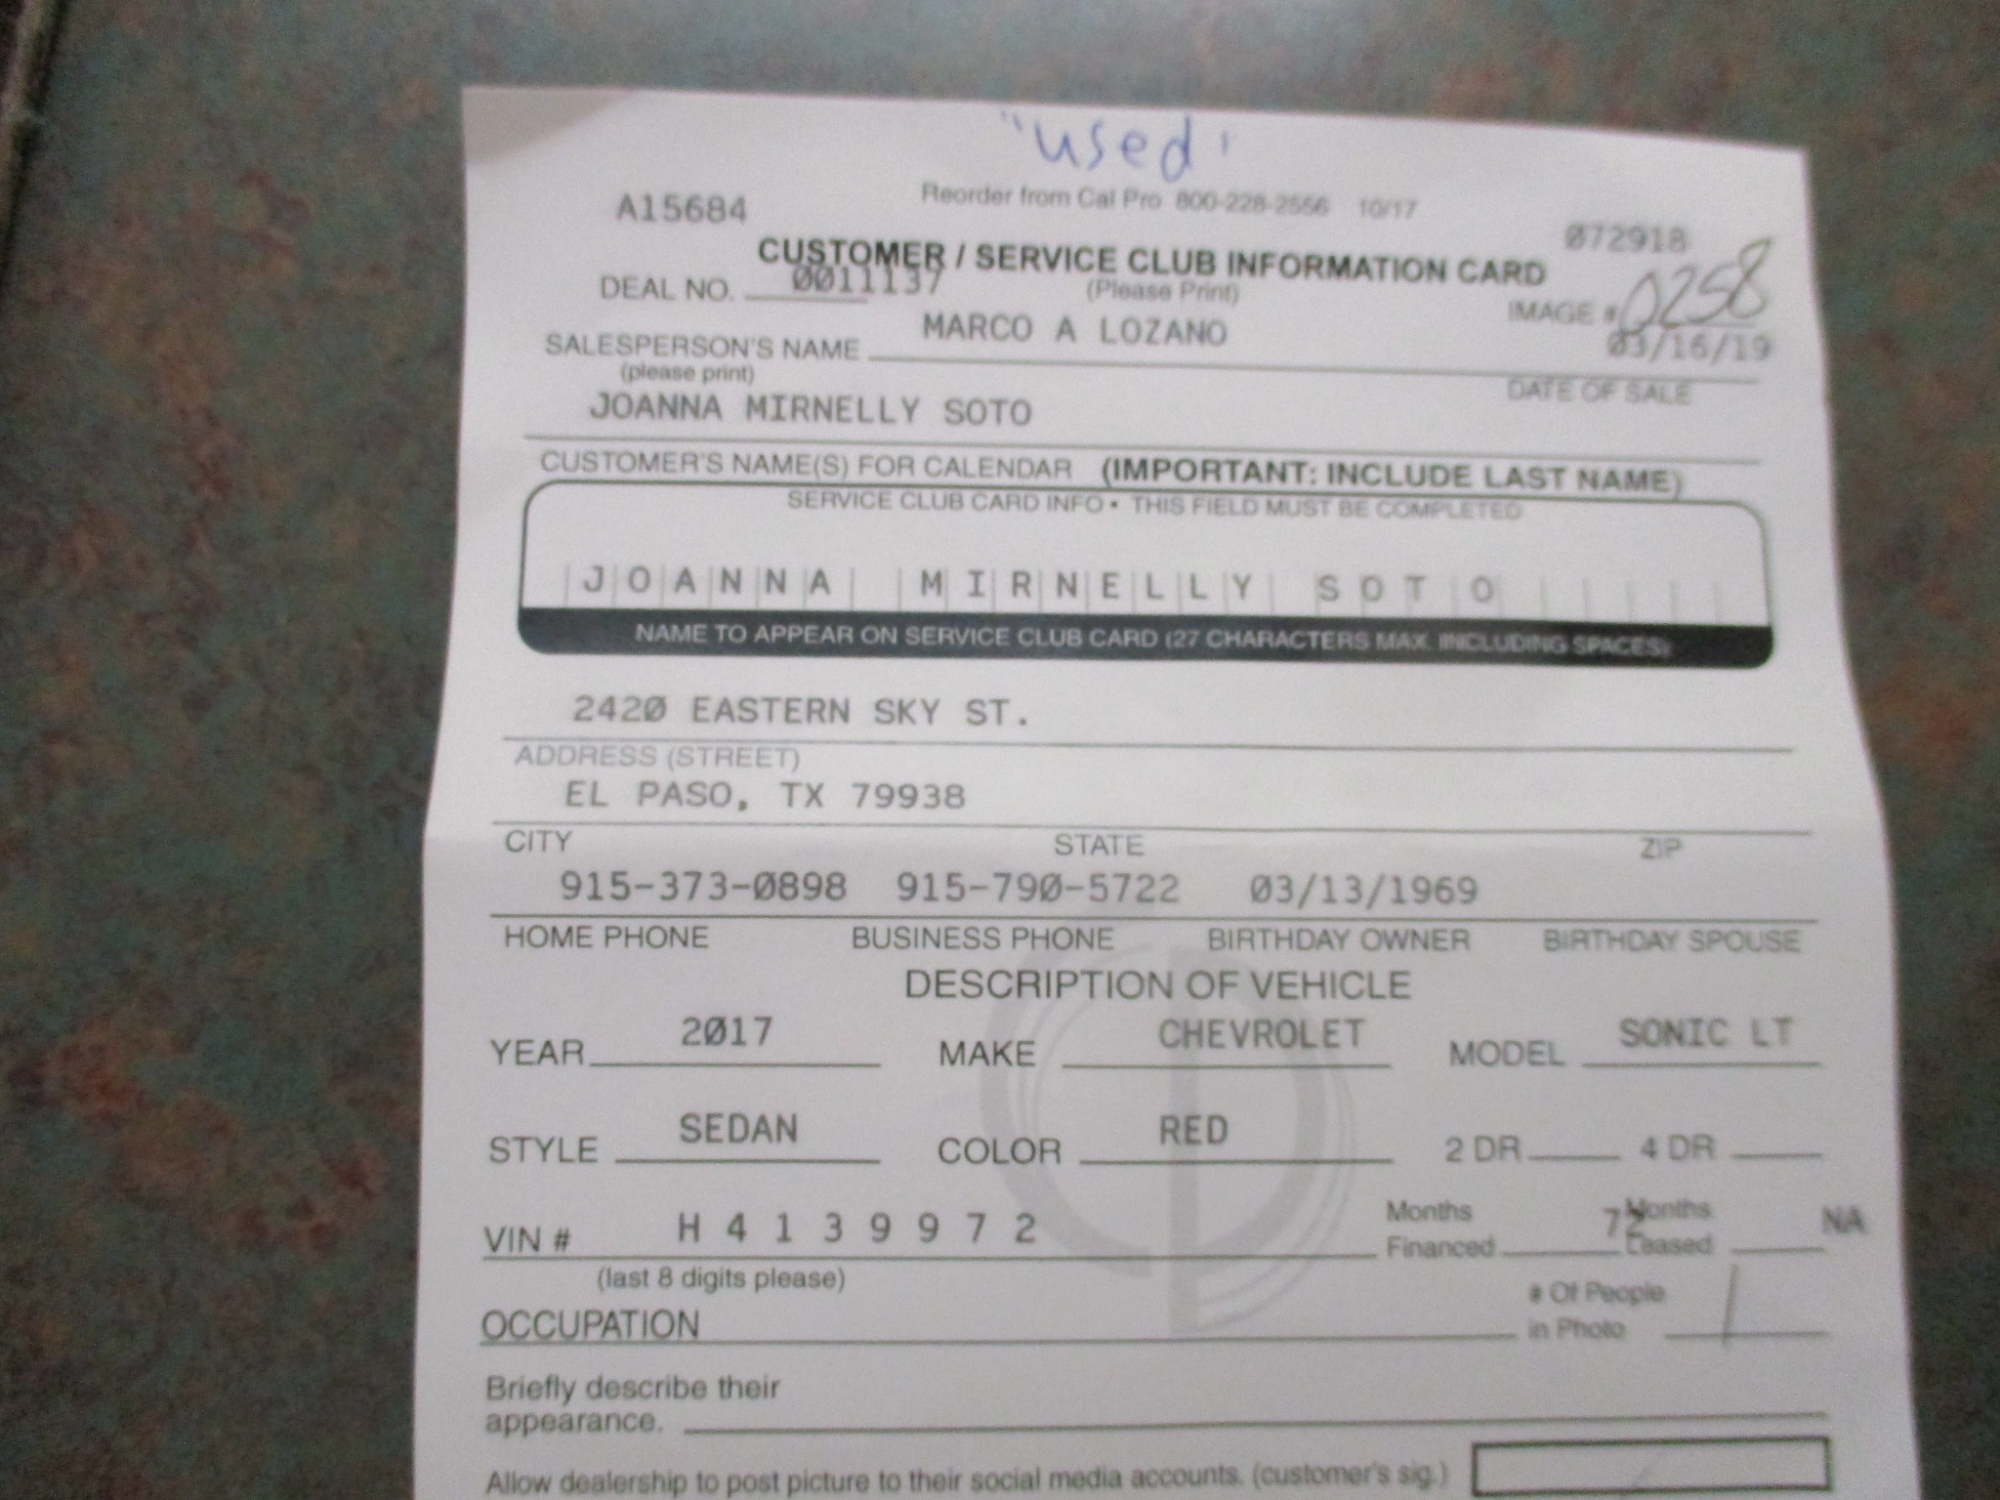 "used'
Reorder from Cal Pro 800-228-2556 10/17
A15684
072918
CUSTOMER / SERVICE CLUB INFORMATION CARD
DEAL NO. 0011137
(Please Print)
IMAGE # 0258
SALESPERSON'S NAME MARCO A LOZANO
03/16/19
(please print)
DATE OF SALE
JOANNA MIRNELLY SOTO
CUSTOMER'S NAME(S) FOR CALENDAR (IMPORTANT: INCLUDE LAST NAME)
SERVICE CLUB CARD INFO • THIS FIELD MUST BE COMPLETED
JOANNA MIRNELLY SOTO
NAME TO APPEAR ON SERVICE CLUB CARD (27 CHARACTERS MAX. INCLUDING SPACES)
2420 EASTERN SKY ST.
ADDRESS (STREET)
EL PASO, TX 79938
CITY STATE ZIP
915-373-0898 915-790-5722 03/13/1969
HOME PHONE BUSINESS PHONE BIRTHDAY OWNER BIRTHDAY SPOUSE
DESCRIPTION OF VEHICLE
YEAR 2017 MAKE CHEVROLET MODEL SONIC LT
STYLE SEDAN COLOR RED 2 DR 4 DR
VIN # H4139972 Months Financed 72 Months Leased NA
(last 8 digits please)
OCCUPATION # Of People in Photo 1
Briefly describe their
appearance.
Allow dealership to post picture to their social media accounts. (customer's sig.)